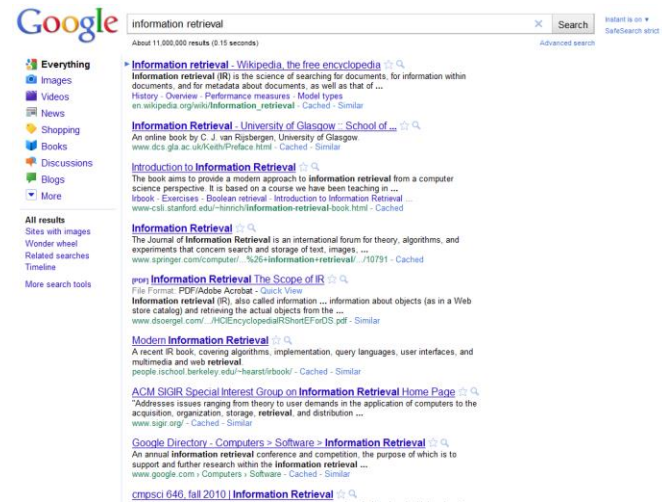 Google
information retrieval
Search
Instant is on ▼
SafeSearch strict
About 11,000,000 results (0.15 seconds)
Advanced search
Everything
Images
Videos
News
Shopping
Books
Discussions
Blogs
More
All results
Sites with images
Wonder wheel
Related searches
Timeline
More search tools
Information retrieval - Wikipedia, the free encyclopedia
Information retrieval (IR) is the science of searching for documents, for information within
documents, and for metadata about documents, as well as that of ...
History - Overview - Performance measures - Model types
en.wikipedia.org/wiki/Information_retrieval - Cached - Similar
Information Retrieval - University of Glasgow :: School of ...
An online book by C. J. van Rijsbergen, University of Glasgow.
www.dcs.gla.ac.uk/Keith/Preface.html - Cached - Similar
Introduction to Information Retrieval
The book aims to provide a modern approach to information retrieval from a computer
science perspective. It is based on a course we have been teaching in ...
Irbook - Exercises - Boolean retrieval - Introduction to Information Retrieval ...
www-csli.stanford.edu/~hinrich/information-retrieval-book.html - Cached
Information Retrieval
The Journal of Information Retrieval is an international forum for theory, algorithms, and
experiments that concern search and storage of text, images, ...
www.springer.com/computer/...%26+information+retrieval/.../10791 - Cached
[PDF] Information Retrieval The Scope of IR
File Format: PDF/Adobe Acrobat - Quick View
Information retrieval (IR), also called information ... information about objects (as in a Web
store catalog) and retrieving the actual objects from the ...
www.dsoergel.com/.../HCIEncyclopediaIRShortEForDS.pdf - Similar
Modern Information Retrieval
A recent IR book, covering algorithms, implementation, query languages, user interfaces, and
multimedia and web retrieval.
people.ischool.berkeley.edu/~hearst/irbook/ - Cached - Similar
ACM SIGIR Special Interest Group on Information Retrieval Home Page
"Addresses issues ranging from theory to user demands in the application of computers to the
acquisition, organization, storage, retrieval, and distribution ...
www.sigir.org/ - Cached - Similar
Google Directory - Computers > Software > Information Retrieval
An annual information retrieval conference and competition, the purpose of which is to
support and further research within the information retrieval ...
www.google.com › Computers › Software - Cached - Similar
cmpsci 646, fall 2010 | Information Retrieval